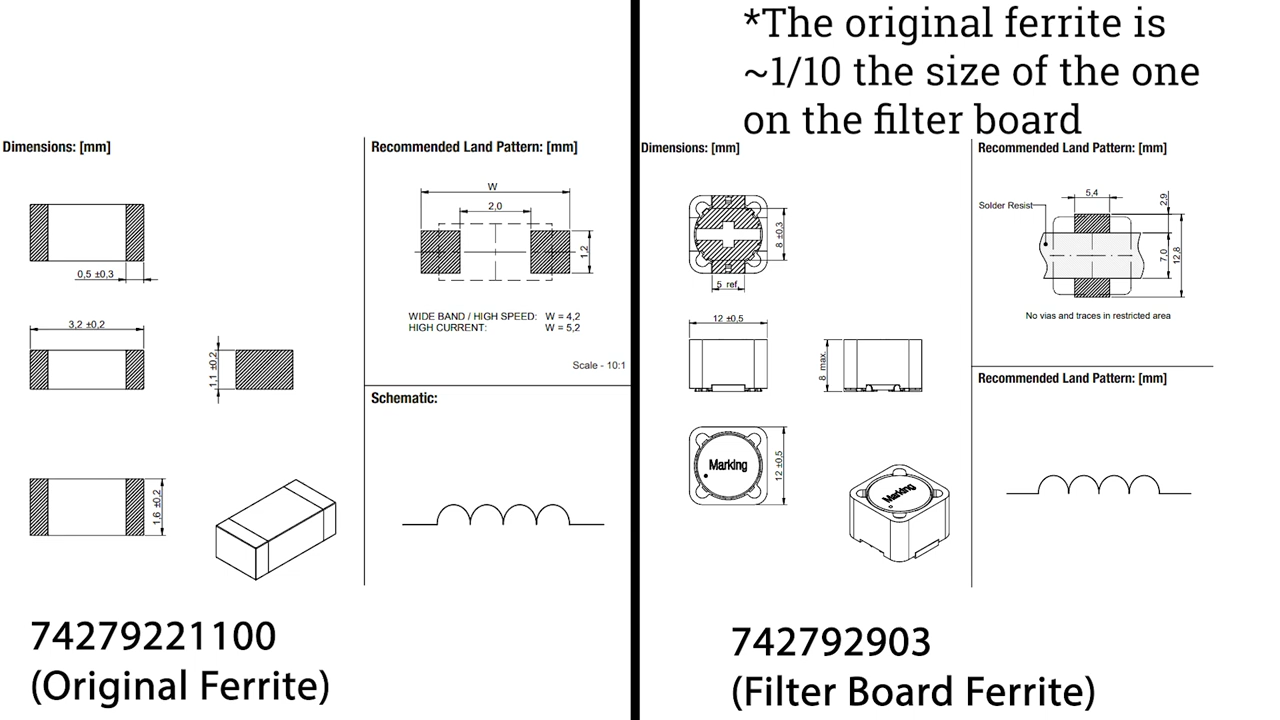 *The original ferrite is
~1/10 the size of the one
on the filter board
Dimensions: [mm]
0,5 ±0,3
3,2 ±0,2
1,1 ±0,2
1,6 ±0,2
Recommended Land Pattern: [mm]
W
2,0
1,2
WIDE BAND / HIGH SPEED: W = 4,2
HIGH CURRENT: W = 5,2
Scale - 10:1
Schematic:
74279221100
(Original Ferrite)
Dimensions: [mm]
8 ±0,3
5 ref.
12 ±0,5
8 max.
Marking
12 ±0,5
Marking
Recommended Land Pattern: [mm]
5,4
2,9
Solder Resist
7,0
12,8
No vias and traces in restricted area
Recommended Land Pattern: [mm]
742792903
(Filter Board Ferrite)